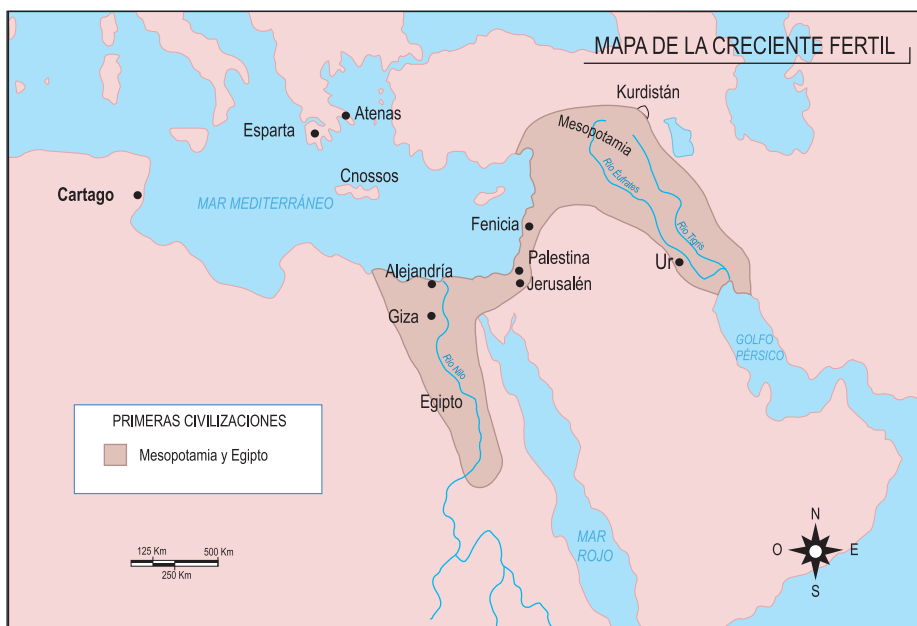 MAPA DE LA CRECIENTE FERTIL
Kurdistán
Mesopotamia
Atenas
Esparta
Río Éufrates
Cnossos
Cartago
MAR MEDITERRÁNEO
Fenicia
Río Tigris
Palestina
Ur
Alejandría
Jerusalén
Giza
GOLFO
PÉRSICO
Río Nilo
Egipto
PRIMERAS CIVILIZACIONES
Mesopotamia y Egipto
N
O
E
S
MAR
ROJO
125 Km
500 Km
250 Km